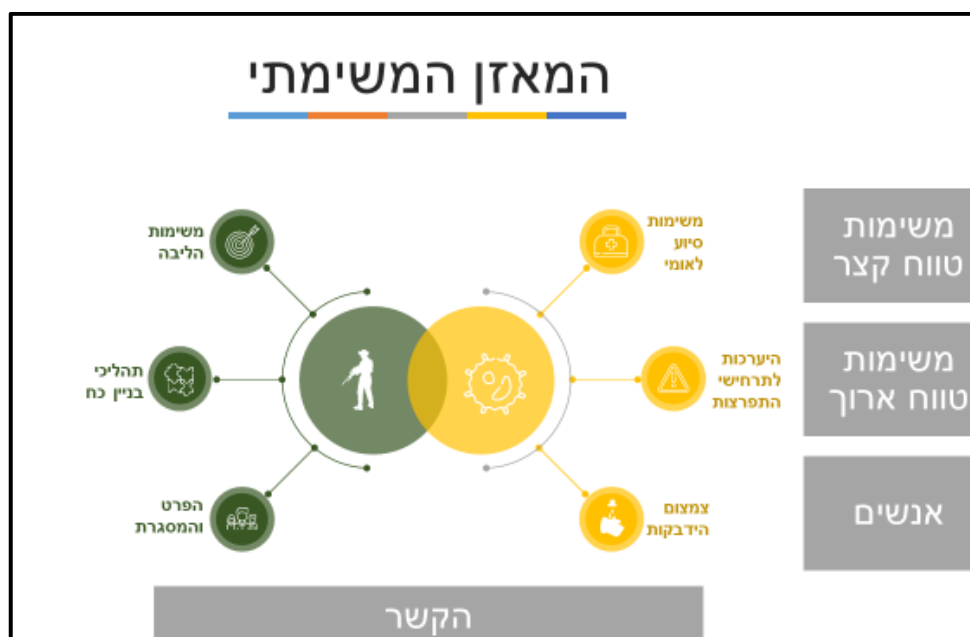 המאזן המשימתי
משימות
טווח קצר
משימות
סיוע
לאומי
משימות
הליבה
משימות
טווח ארוך
היערכות
לתרחישי
התפרצות
תהליכי
בניין כח
אנשים
צמצום
הידבקות
הפרט
והמסגרת
הקשר